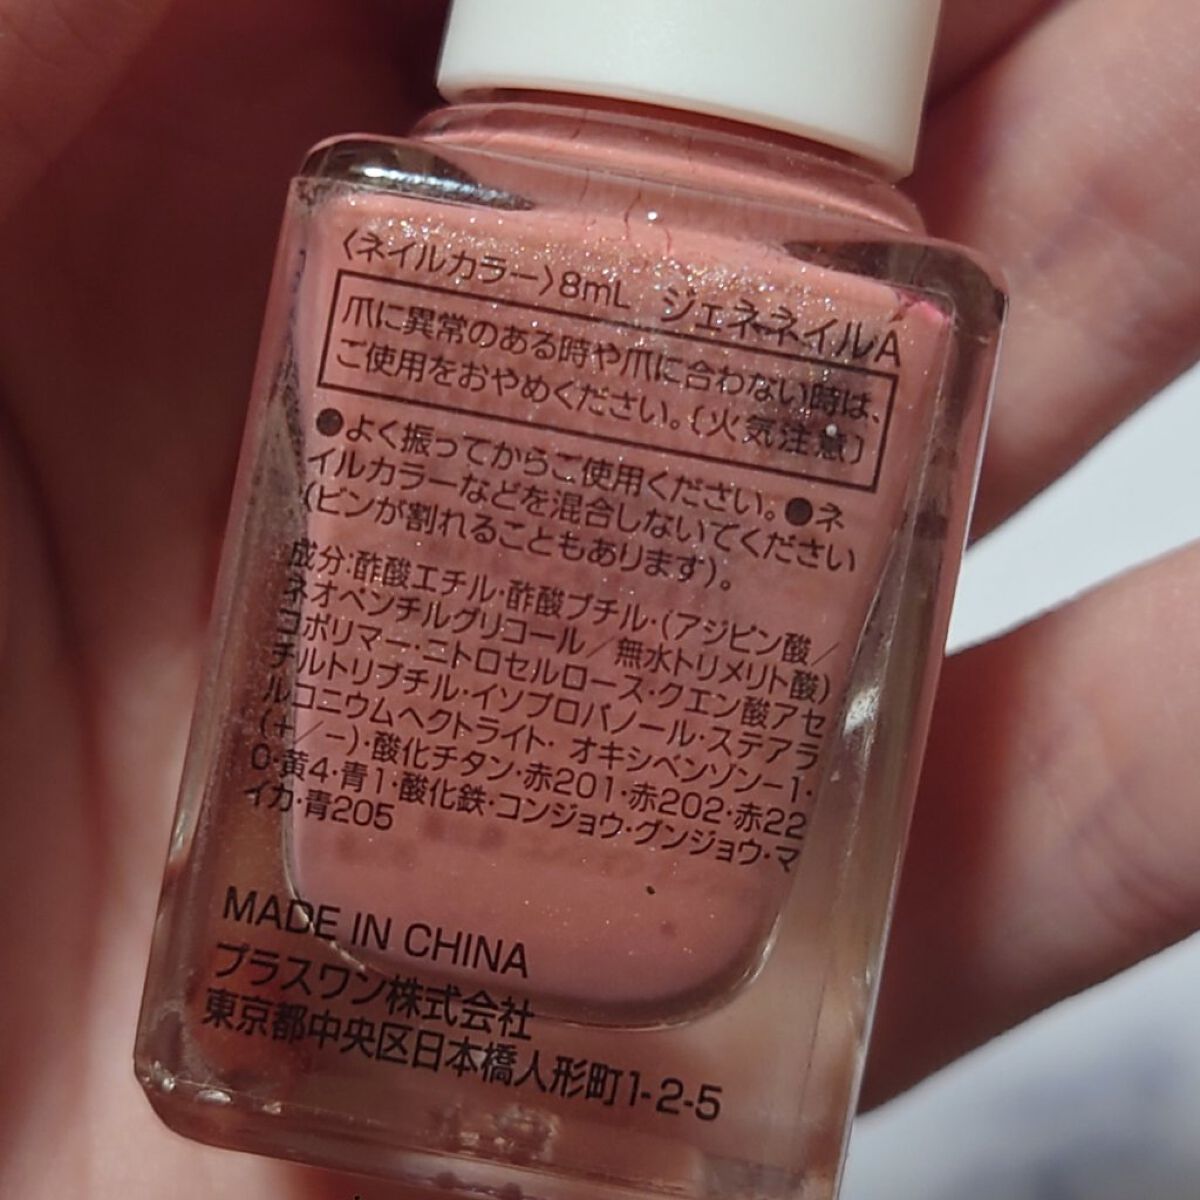 〈ネイルカラー〉8mL ジェネネイルA
爪に異常のある時や爪に合わない時は、
ご使用をおやめください。〔火気注意〕
●よく振ってからご使用ください。●ネ
イルカラーなどを混合しないでください
(ビンが割れることもあります)。
成分･酢酸エチル･酢酸ブチル･(アジピン酸/
ネオペンチルグリコール/無水トリメリト酸)
コポリマー･ニトロセルロース･クエン酸アセ
チルトリブチル･イソプロパノール･ステアラ
ルコニウムヘクトライト･オキシベンゾン-1･
(+/-)･酸化チタン･赤201･赤202･赤22
0･黄4･青1･酸化鉄･コンジョウ･グンジョウ･マ
イカ･青205
MADE IN CHINA
プラスワン株式会社
東京都中央区日本橋人形町1-2-5